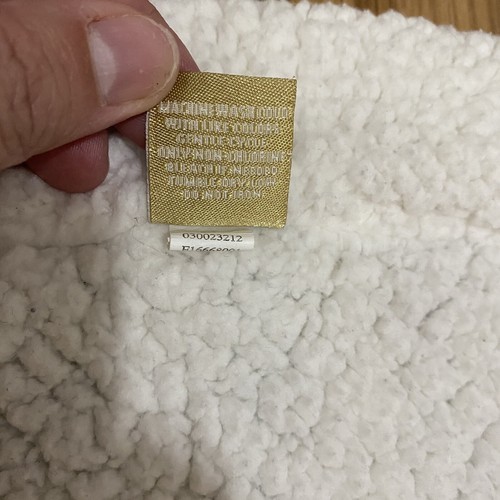 MACHINE WASH COLD
WITH LIKE COLORS
GENTLE CYCLE
ONLY NON-CHLORINE
BLEACH IF NEEDED
TUMBLE DRY LOW
DO NOT IRON
030023212